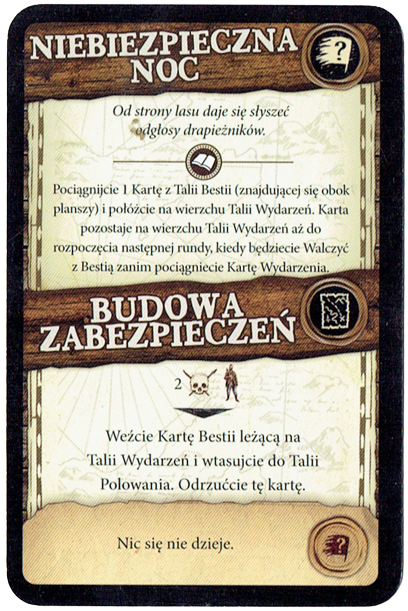 NIEBIEZPIECZNA
NOC
?
Od strony lasu daje się słyszeć
odgłosy drapieżników.
Pociągnijcie 1 Kartę z Talii Bestii (znajdującej się obok
planszy) i połóżcie na wierzchu Talii Wydarzeń. Karta
pozostaje na wierzchu Talii Wydarzeń aż do
rozpoczęcia następnej rundy, kiedy będziecie Walczyć
z Bestią zanim pociągniecie Kartę Wydarzenia.
BUDOWA
ZABEZPIECZEŃ
2
Weźcie Kartę Bestii leżącą na
Talii Wydarzeń i wtasujcie do Talii
Polowania. Odrzućcie tę kartę.
Nic się nie dzieje.
?